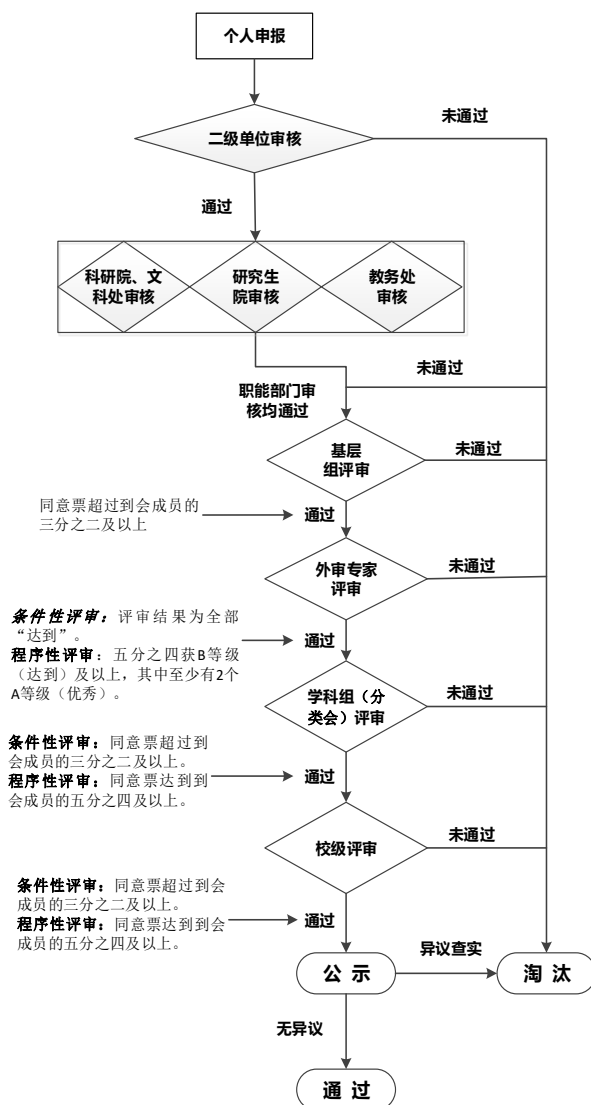 个人申报
二级单位审核
未通过
通过
科研院、文
科处审核
研究生
院审核
教务处
审核
未通过
职能部门审
核均通过
基层
组评审
未通过
同意票超过到会成员的
三分之二及以上
通过
外审专家
评审
未通过
条件性评审：评审结果为全部
“达到”。
程序性评审：五分之四获B等级
（达到）及以上，其中至少有2个
A等级（优秀）。
通过
学科组（分
类会）评审
未通过
条件性评审：同意票超过到
会成员的三分之二及以上。
程序性评审：同意票达到到
会成员的五分之四及以上。
通过
校级评审
未通过
条件性评审：同意票超过到会
成员的三分之二及以上。
程序性评审：同意票达到到会
成员的五分之四及以上。
通过
公 示
异议查实
淘 汰
无异议
通 过